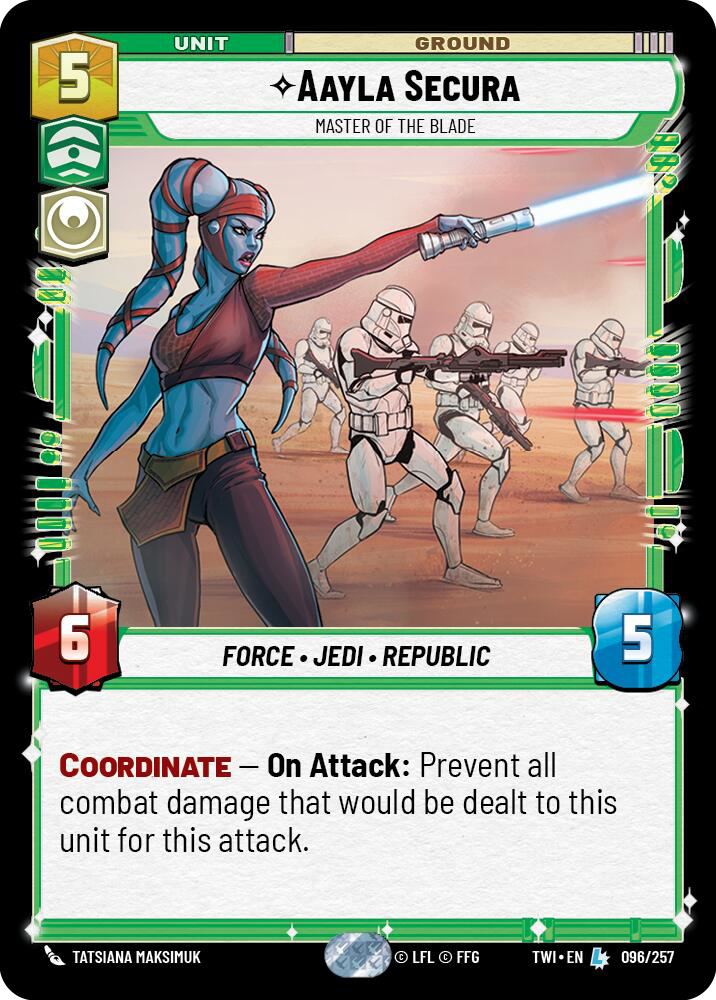 UNIT
GROUND
5
AAYLA SECURA
MASTER OF THE BLADE
6
FORCE • JEDI • REPUBLIC
5
COORDINATE – On Attack: Prevent all
combat damage that would be dealt to this
unit for this attack.
TATSIANA MAKSIMUK
© LFL © FFG
TWI • EN L 096/257